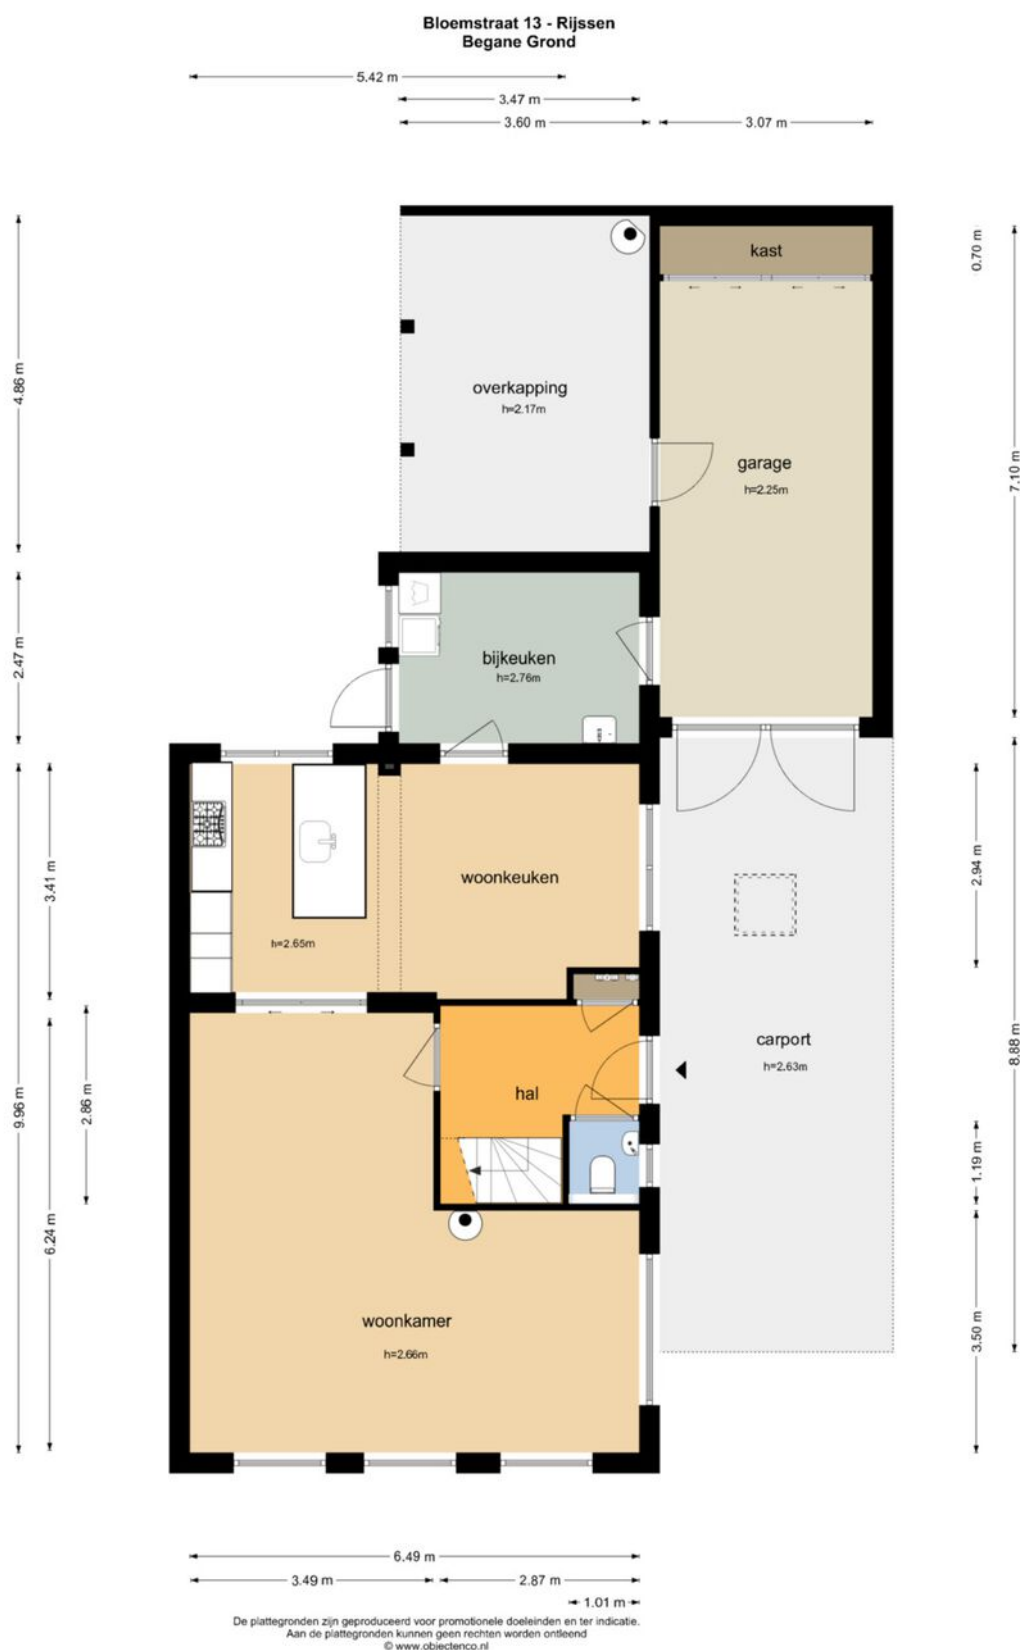 Bloemstraat 13 - Rijssen
Begane Grond
5.42 m
3.47 m
3.60 m
3.07 m
kast
0.70 m
4.86 m
overkapping
h=2.17m
garage
h=2.25m
7.10 m
2.47 m
bijkeuken
h=2.76m
3.41 m
woonkeuken
h=2.65m
2.94 m
9.96 m
6.24 m
2.86 m
hal
carport
h=2.63m
8.88 m
1.19 m
3.50 m
woonkamer
h=2.66m
6.49 m
3.49 m
2.87 m
1.01 m
De plattegronden zijn geproduceerd voor promotionele doeleinden en ter indicatie.
Aan de plattegronden kunnen geen rechten worden ontleend
© www.objectenco.nl